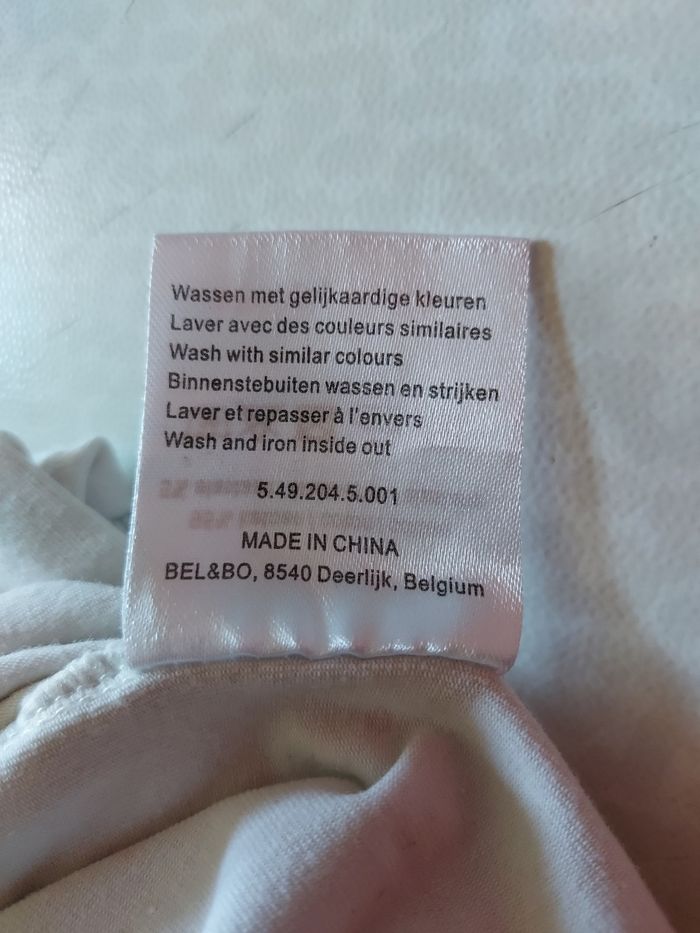 Wassen met gelijkaardige kleuren
Laver avec des couleurs similaires
Wash with similar colours
Binnenstebuiten wassen en strijken
Laver et repasser à l'envers
Wash and iron inside out
5.49.204.5.001
MADE IN CHINA
BEL&BO, 8540 Deerlijk, Belgium